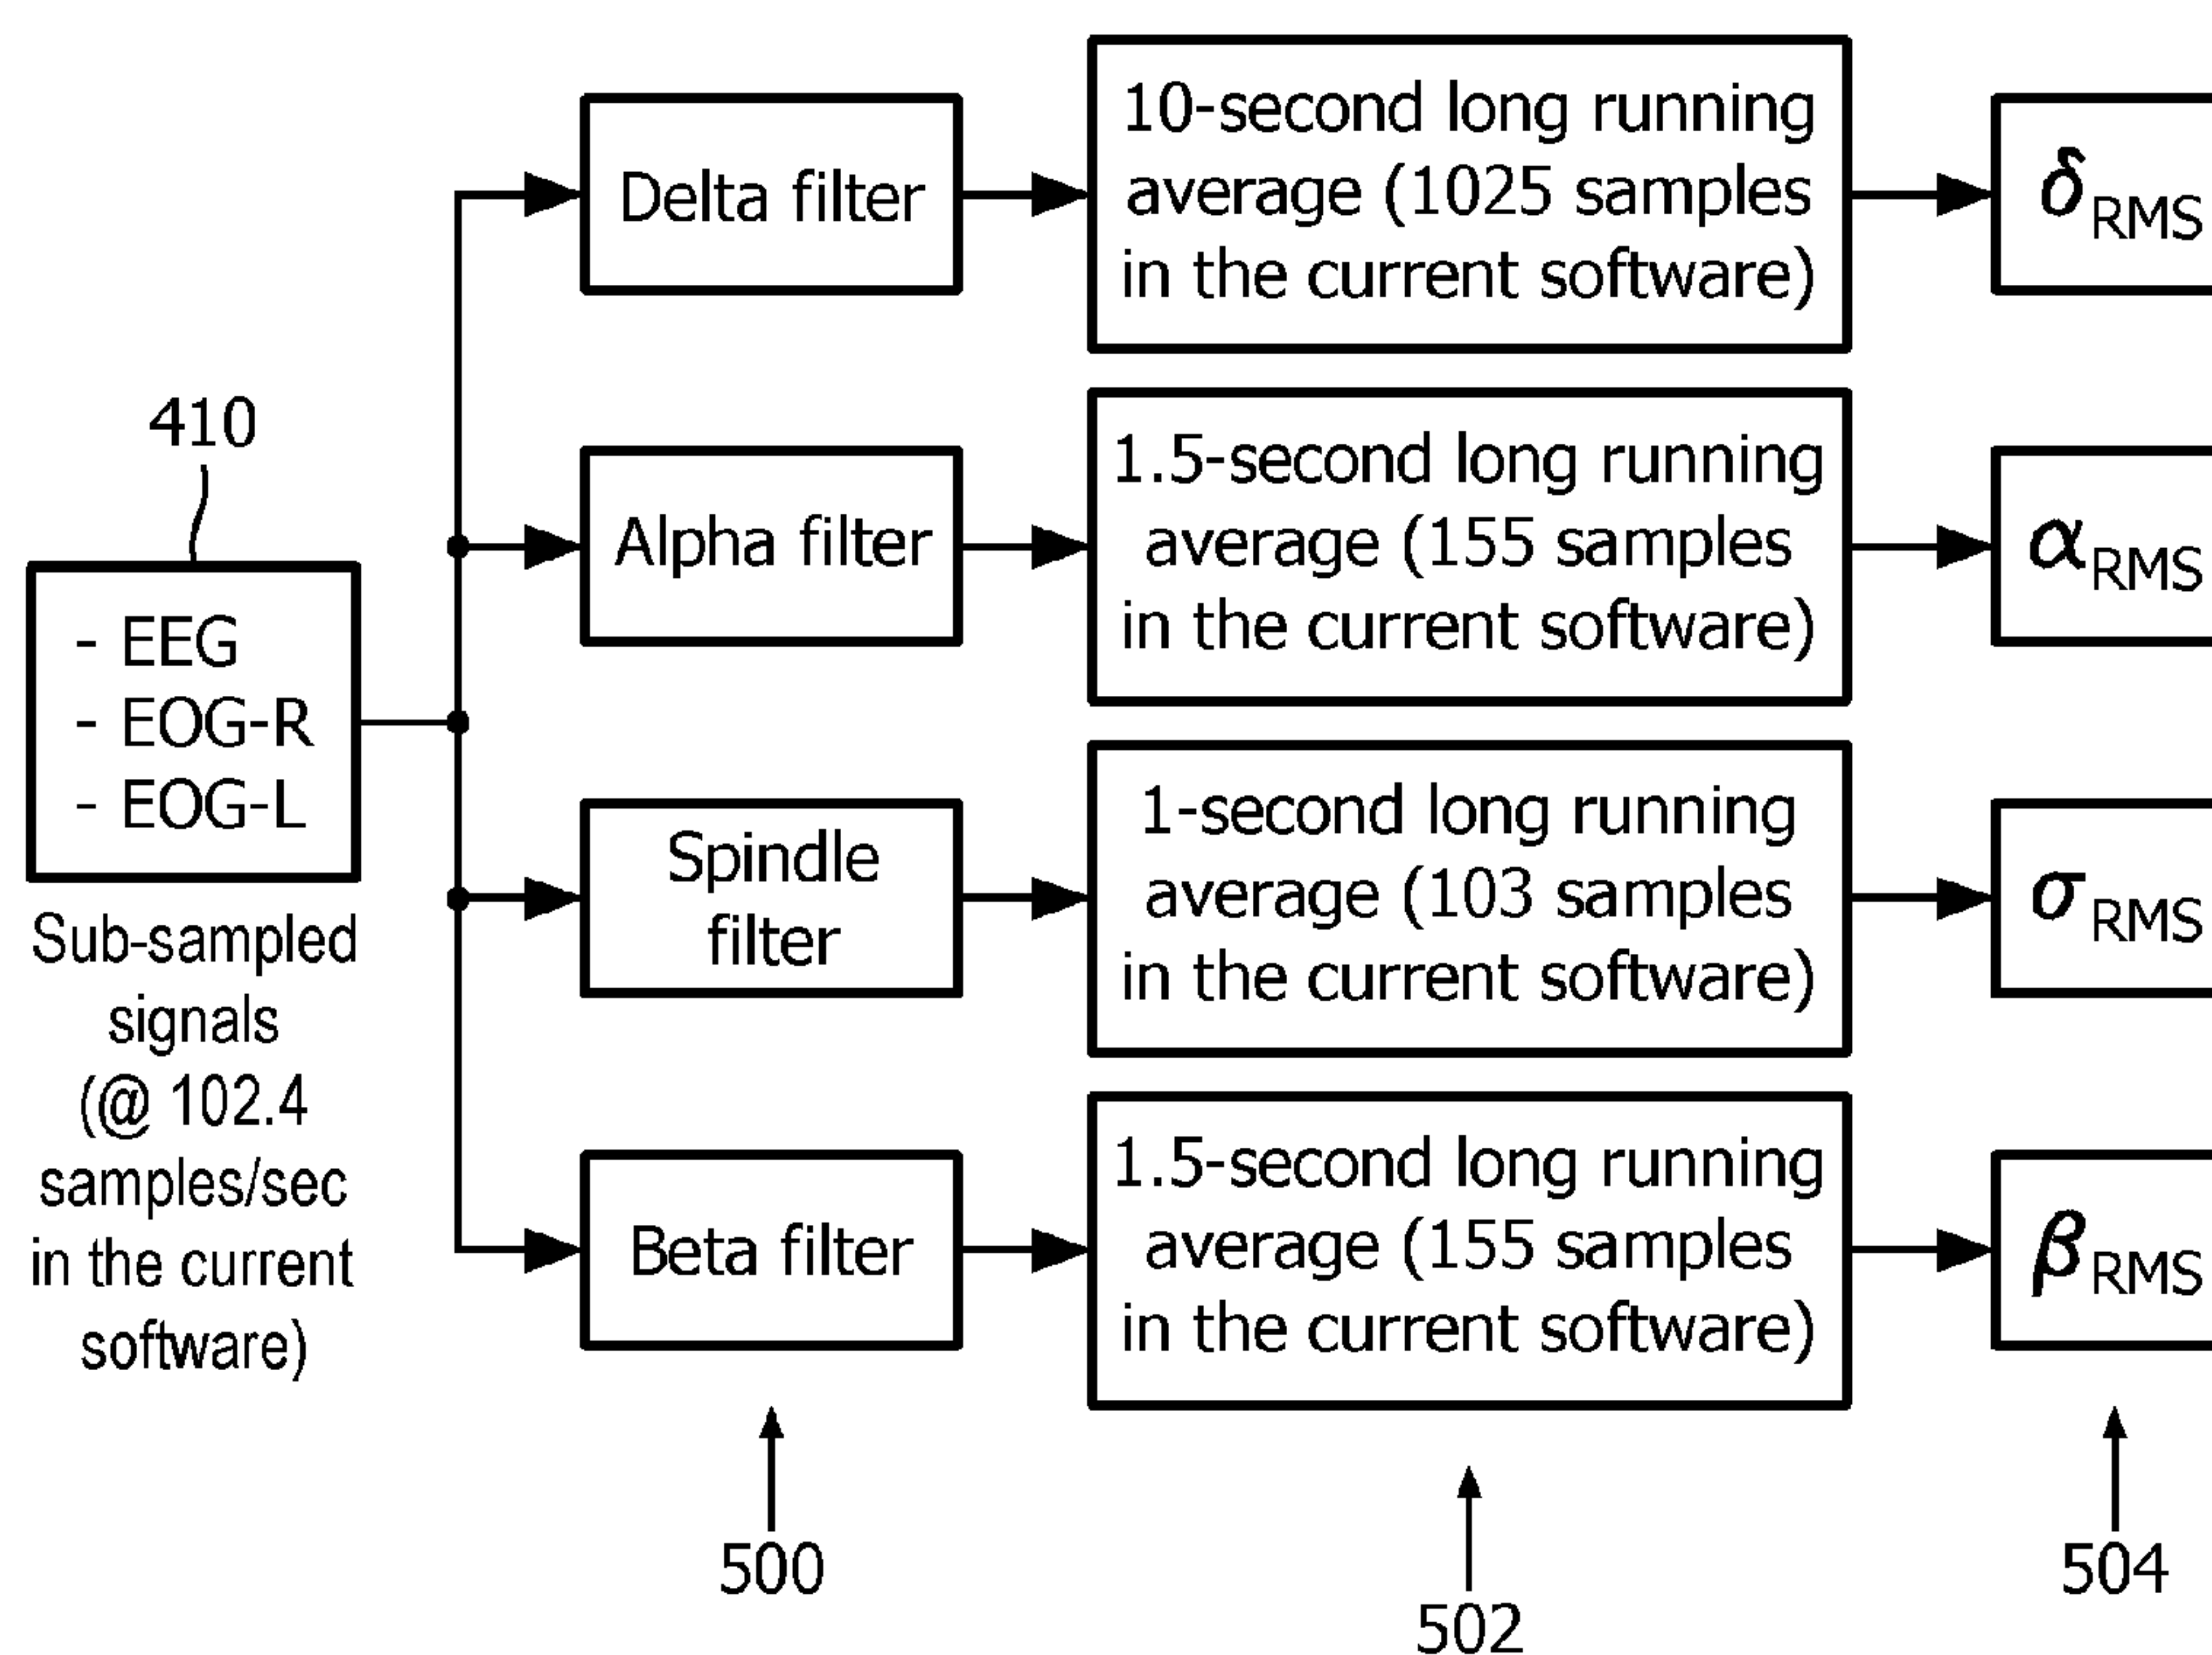 410
- EEG
- EOG-R
- EOG-L
Sub-sampled
signals
(@ 102.4
samples/sec
in the current
software)
Delta filter
10-second long running
average (1025 samples
in the current software)
δRMS
Alpha filter
1.5-second long running
average (155 samples
in the current software)
αRMS
Spindle
filter
1-second long running
average (103 samples
in the current software)
σRMS
Beta filter
1.5-second long running
average (155 samples
in the current software)
βRMS
500
502
504